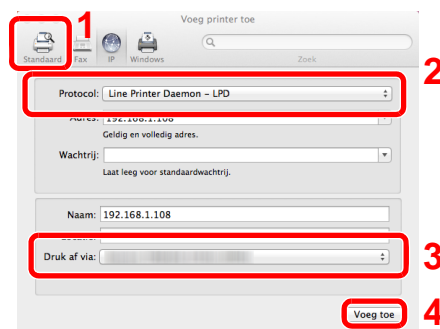 Voeg printer toe
1
Standaard Fax IP Windows Zoek
2
Protocol: Line Printer Daemon – LPD
Adres: 192.168.1.108
Geldig en volledig adres.
Wachtrij:
Laat leeg voor standaardwachtrij.
Naam: 192.168.1.108
Locatie:
Druk af via:
3
Voeg toe
4